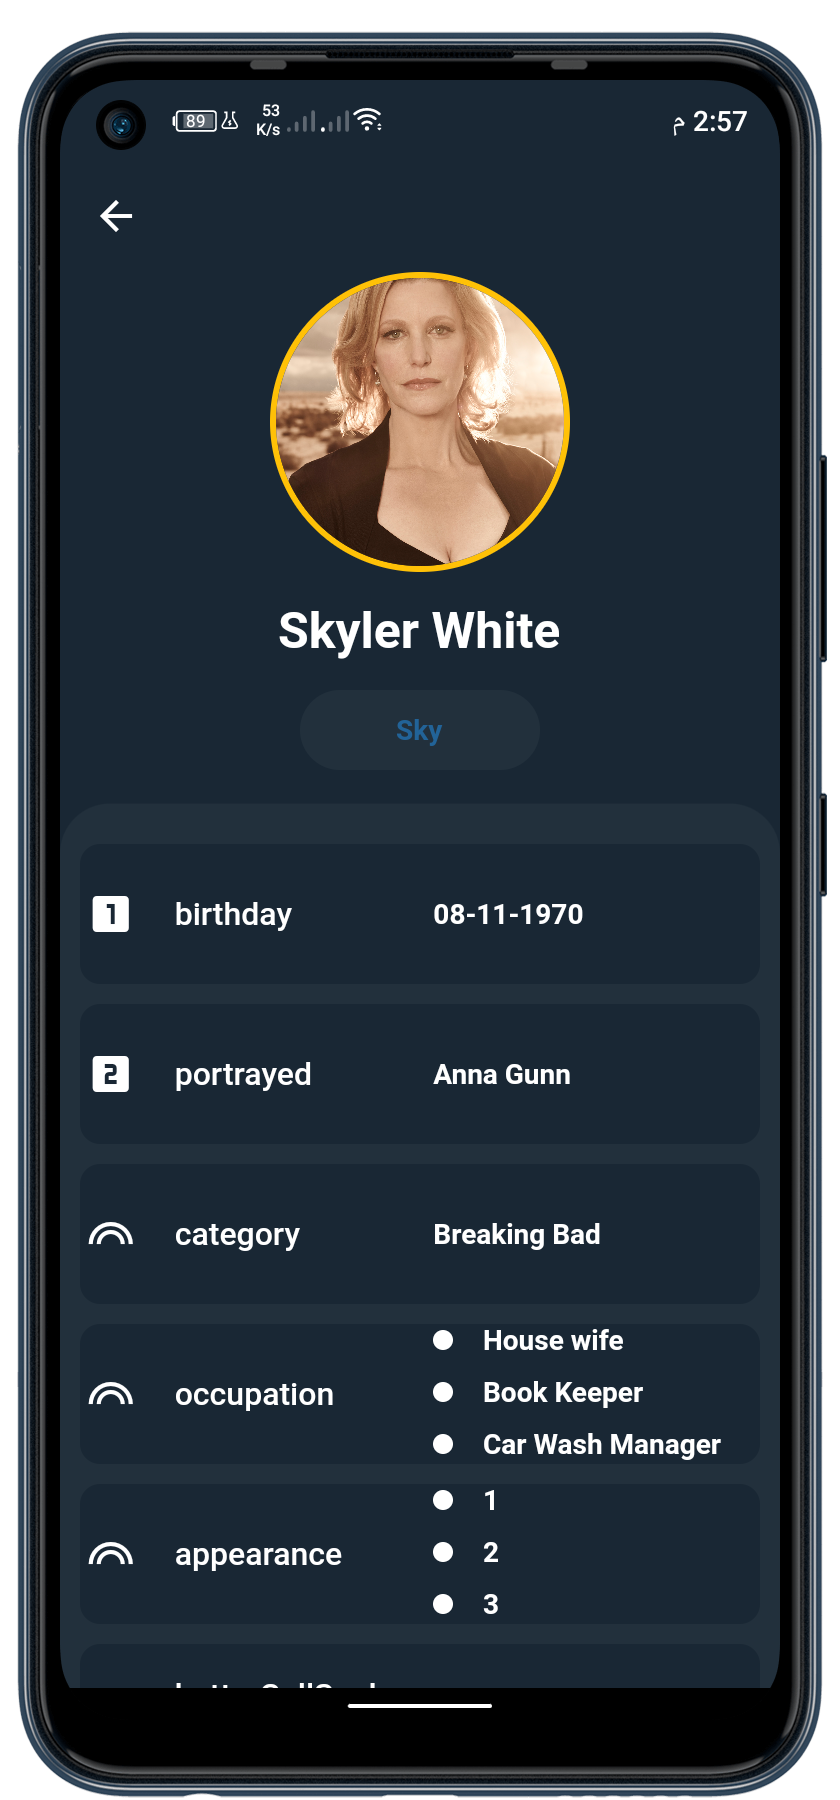 89 53 K/s 2:57 م
Skyler White
Sky
1 birthday 08-11-1970
2 portrayed Anna Gunn
category Breaking Bad
House wife
occupation Book Keeper
Car Wash Manager
1
appearance 2
3